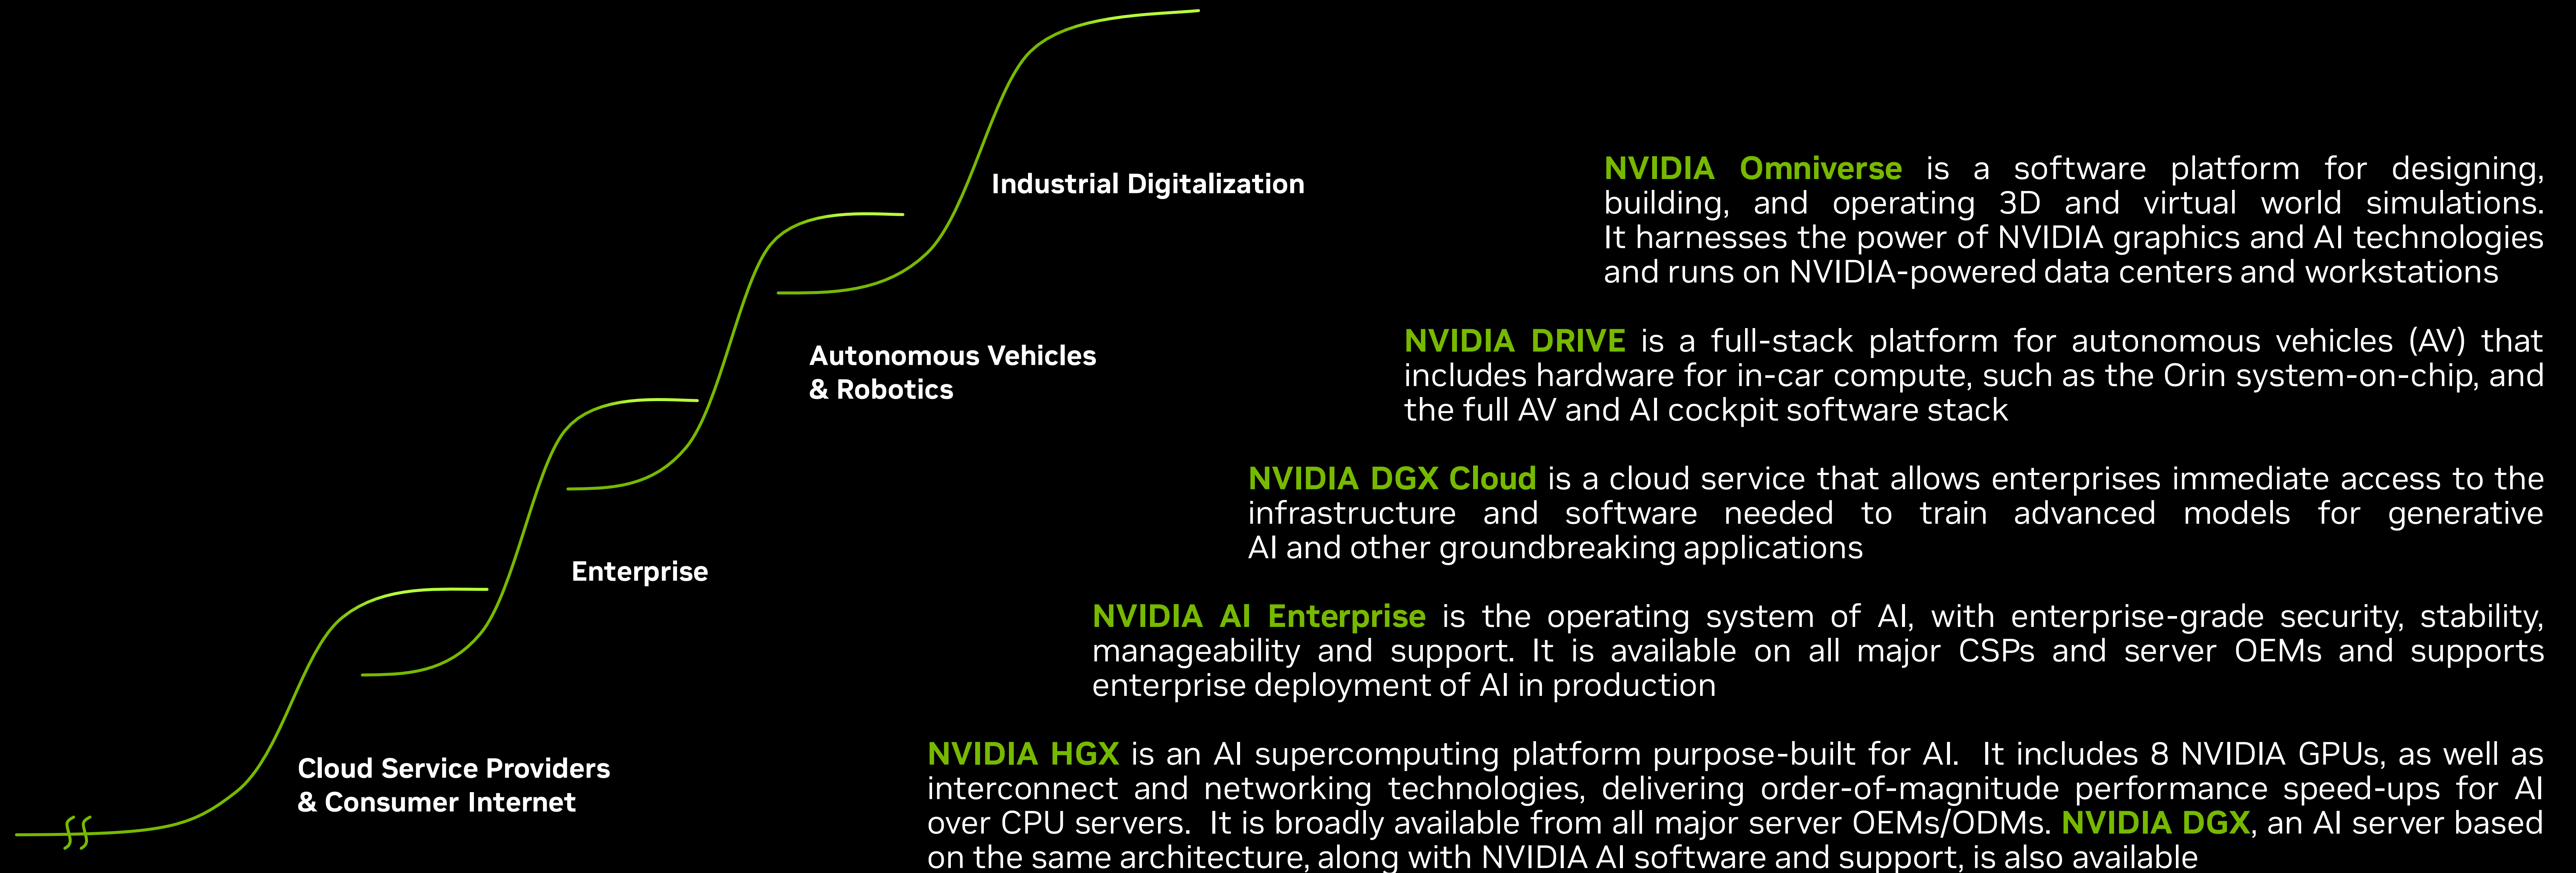 Industrial Digitalization
Autonomous Vehicles
& Robotics
Enterprise
Cloud Service Providers
& Consumer Internet
NVIDIA Omniverse is a software platform for designing,
building, and operating 3D and virtual world simulations.
It harnesses the power of NVIDIA graphics and AI technologies
and runs on NVIDIA-powered data centers and workstations
NVIDIA DRIVE is a full-stack platform for autonomous vehicles (AV) that
includes hardware for in-car compute, such as the Orin system-on-chip, and
the full AV and AI cockpit software stack
NVIDIA DGX Cloud is a cloud service that allows enterprises immediate access to the
infrastructure and software needed to train advanced models for generative
AI and other groundbreaking applications
NVIDIA AI Enterprise is the operating system of AI, with enterprise-grade security, stability,
manageability and support. It is available on all major CSPs and server OEMs and supports
enterprise deployment of AI in production
NVIDIA HGX is an AI supercomputing platform purpose-built for AI.  It includes 8 NVIDIA GPUs, as well as
interconnect and networking technologies, delivering order-of-magnitude performance speed-ups for AI
over CPU servers.  It is broadly available from all major server OEMs/ODMs. NVIDIA DGX, an AI server based
on the same architecture, along with NVIDIA AI software and support, is also available